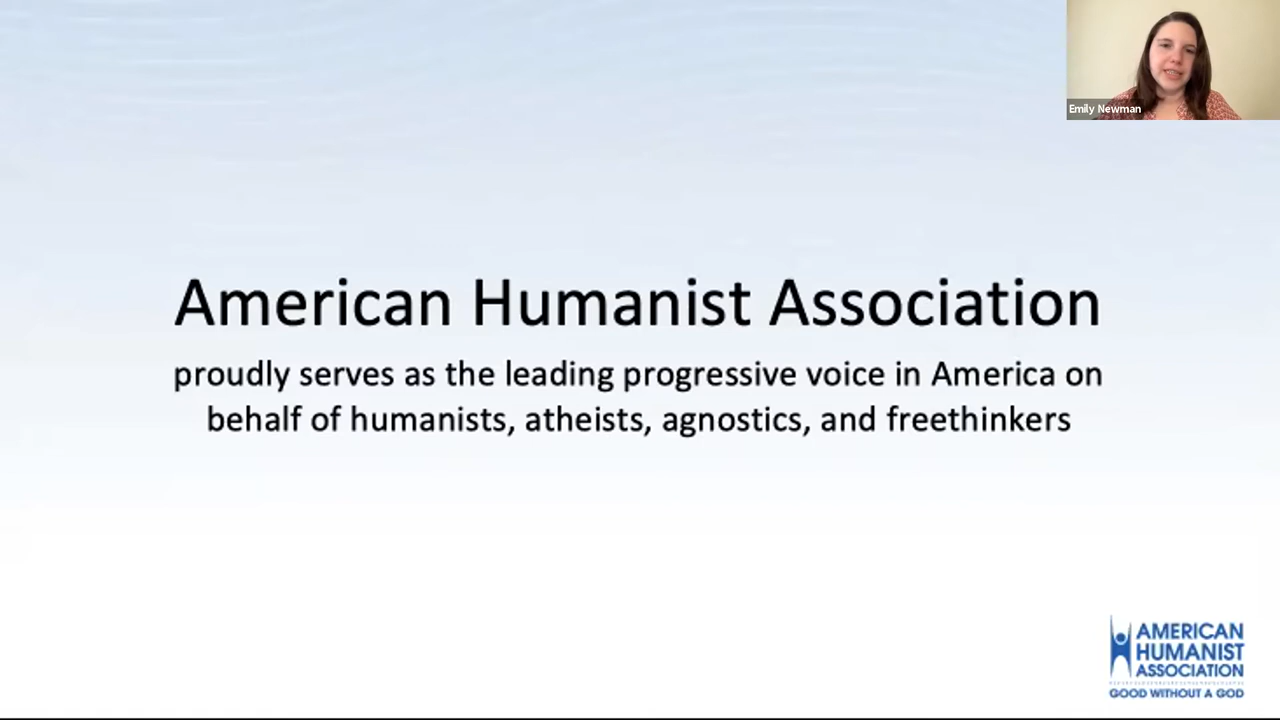 Emily Newman
American Humanist Association
proudly serves as the leading progressive voice in America on
behalf of humanists, atheists, agnostics, and freethinkers
AMERICAN
HUMANIST
ASSOCIATION
GOOD WITHOUT A GOD